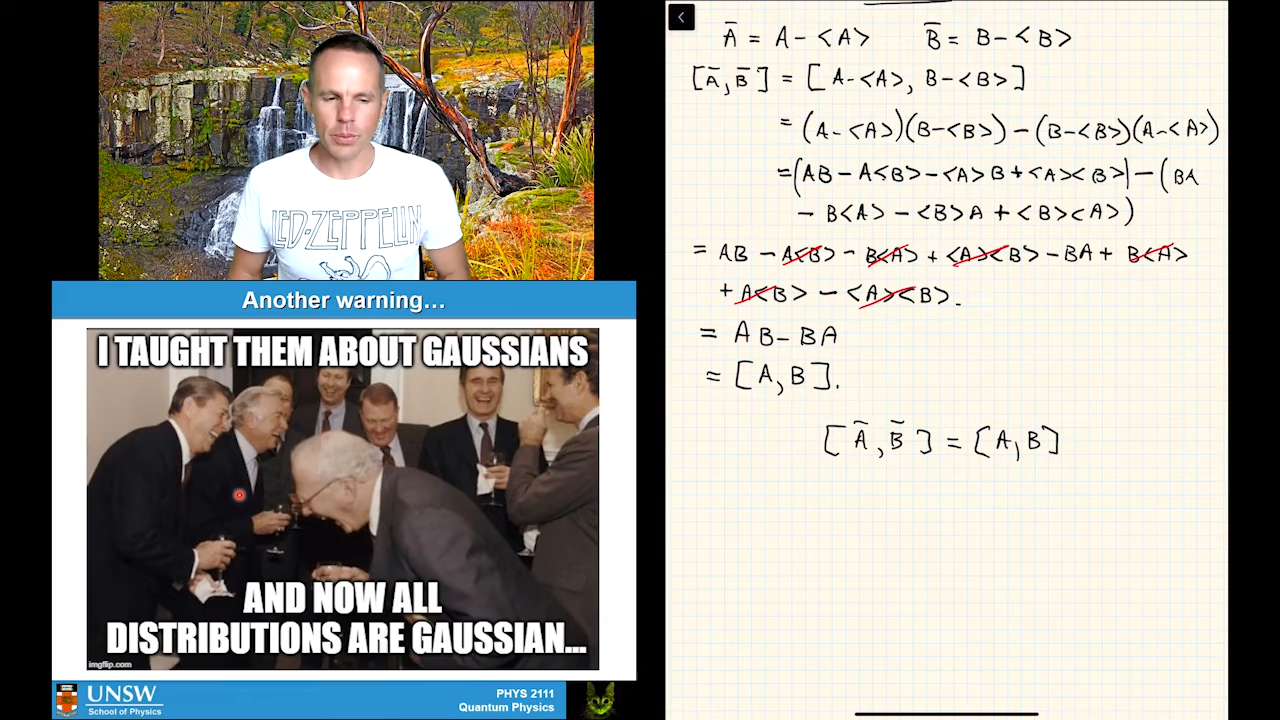 LED-ZEPPELIN
Another warning…
I TAUGHT THEM ABOUT GAUSSIANS
AND NOW ALL
DISTRIBUTIONS ARE GAUSSIAN...
imgflip.com
UNSW
School of Physics
PHYS 2111
Quantum Physics
Ā = A - <A> B̄ = B - <B>
[Ā, B̄] = [A - <A>, B - <B>]
= (A - <A>)(B - <B>) - (B - <B>)(A - <A>)
= (AB - A<B> - <A>B + <A><B>) - (BA
- B<A> - <B>A + <B><A>)
= AB - A<B> - B<A> + <A><B> - BA + B<A>
+ A<B> - <A><B>.
= AB - BA
= [A, B].
[Ā, B̄] = [A, B]